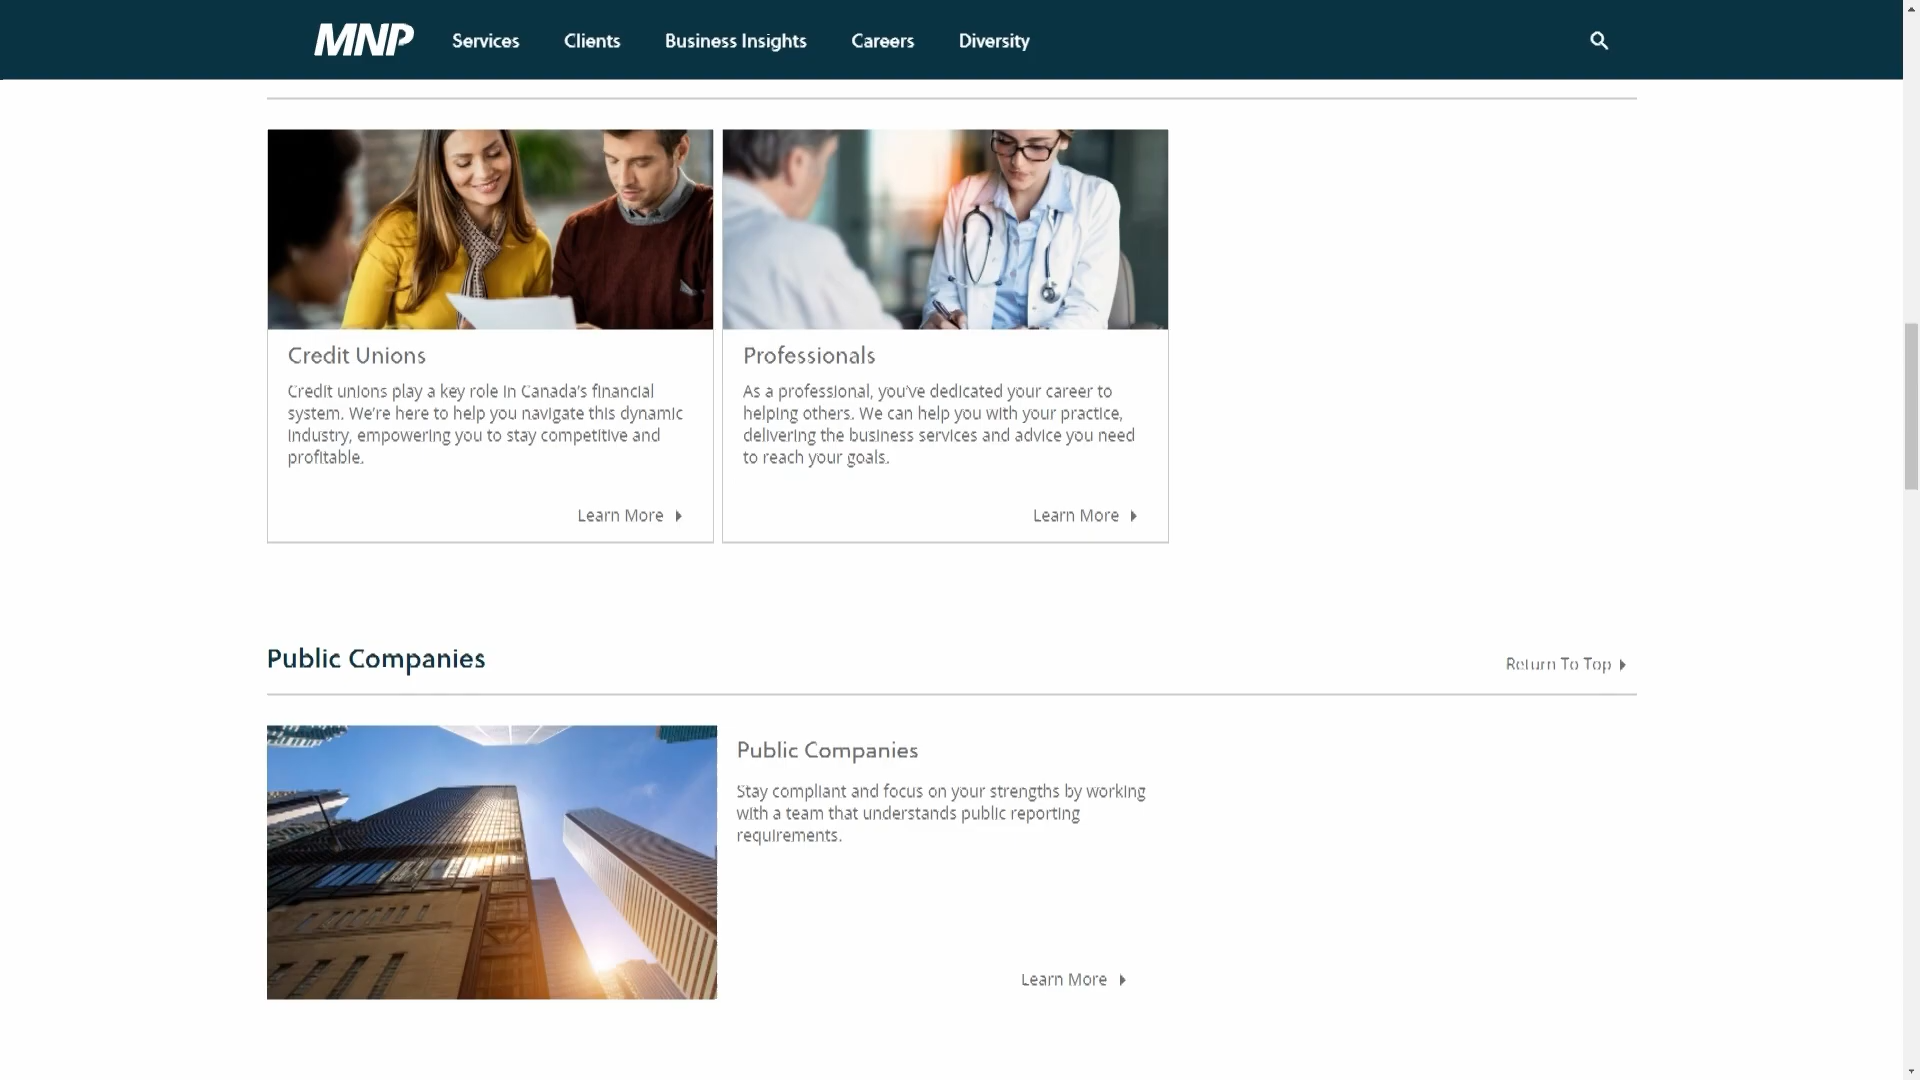 MNP Services Clients Business Insights Careers Diversity
Credit Unions
Credit unions play a key role in Canada's financial
system. We're here to help you navigate this dynamic
industry, empowering you to stay competitive and
profitable.
Learn More
Professionals
As a professional, you've dedicated your career to
helping others. We can help you with your practice,
delivering the business services and advice you need
to reach your goals.
Learn More
Public Companies
Return To Top
Public Companies
Stay compliant and focus on your strengths by working
with a team that understands public reporting
requirements.
Learn More